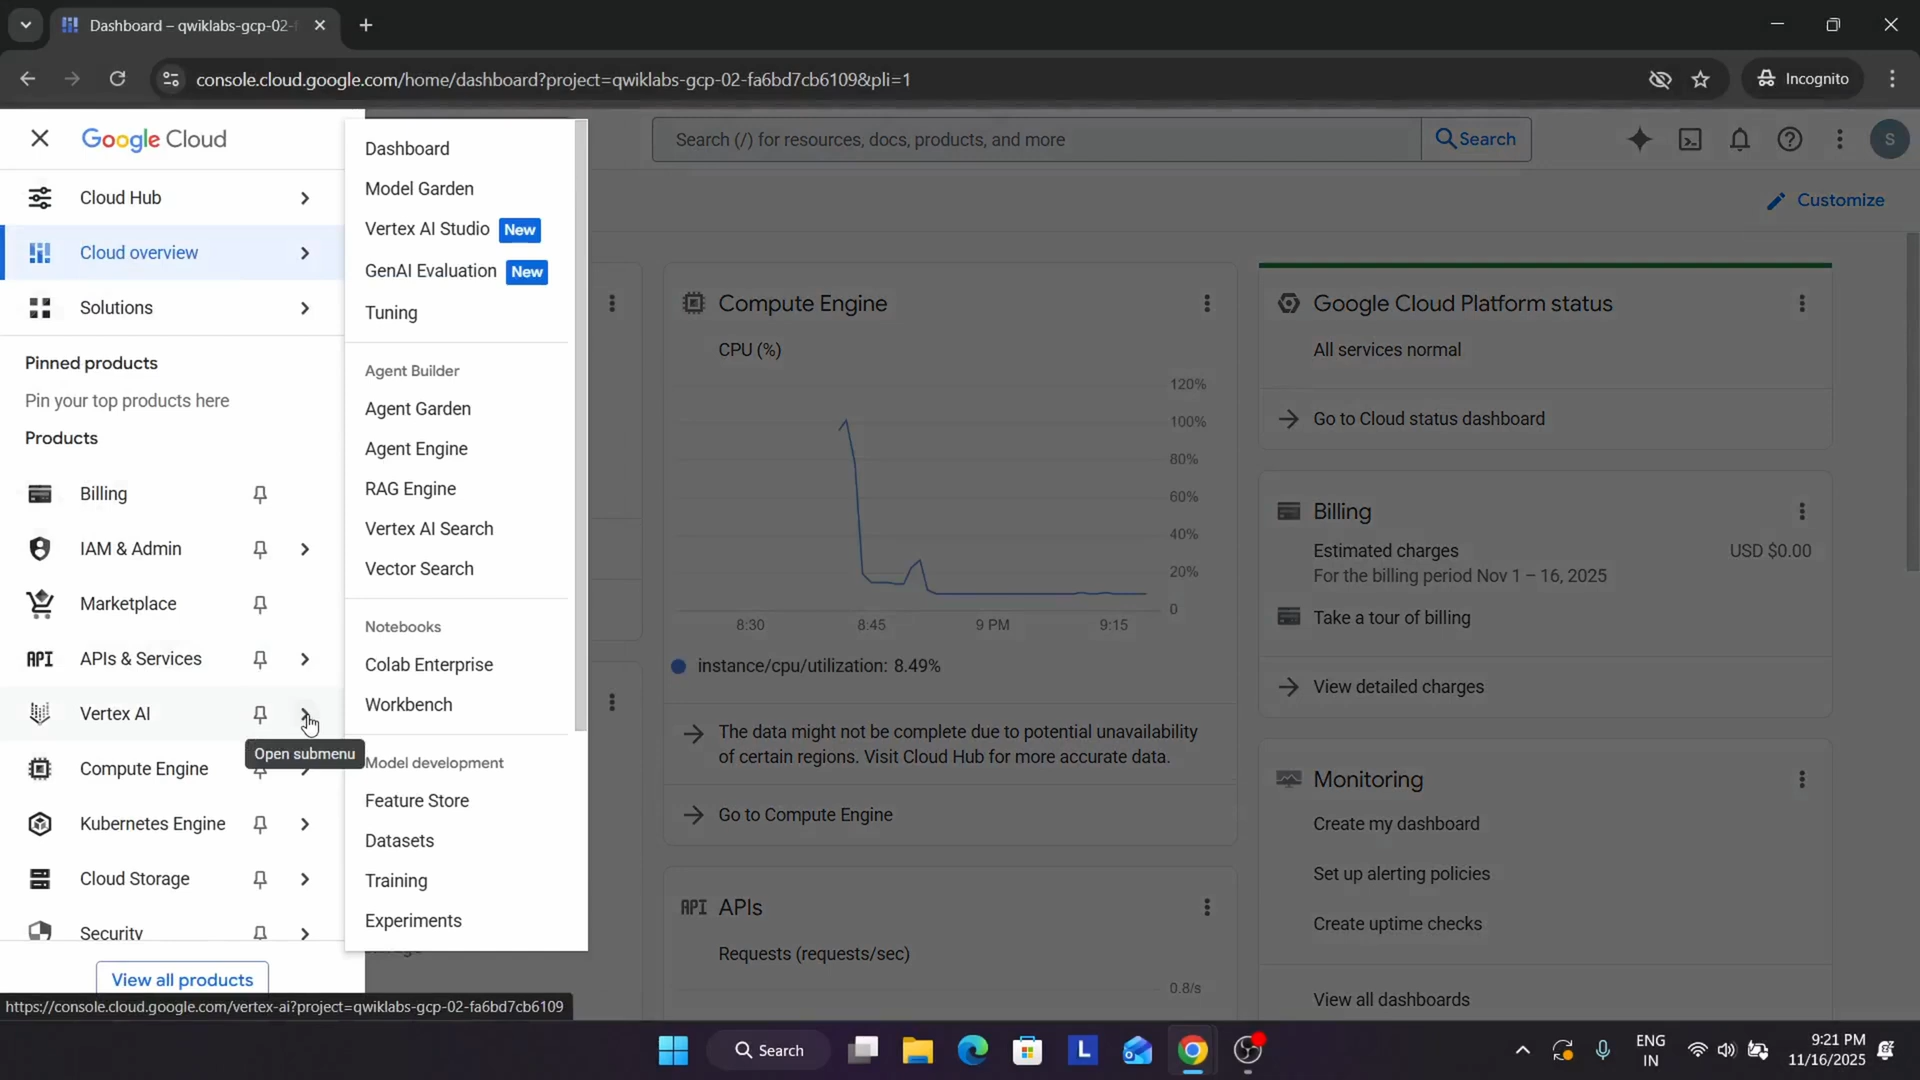 Dashboard – qwiklabs-gcp-02-
console.cloud.google.com/home/dashboard?project=qwiklabs-gcp-02-fa6bd7cb6109&pli=1
Incognito
Google Cloud
Search (/) for resources, docs, products, and more
Search
S
Customize
Cloud Hub
Cloud overview
Solutions
Pinned products
Pin your top products here
Products
Billing
IAM & Admin
Marketplace
API
APIs & Services
Vertex AI
Open submenu
Compute Engine
Kubernetes Engine
Cloud Storage
Security
View all products
https://console.cloud.google.com/vertex-ai?project=qwiklabs-gcp-02-fa6bd7cb6109
Dashboard
Model Garden
Vertex AI Studio New
GenAI Evaluation New
Tuning
Agent Builder
Agent Garden
Agent Engine
RAG Engine
Vertex AI Search
Vector Search
Notebooks
Colab Enterprise
Workbench
Model development
Feature Store
Datasets
Training
Experiments
Compute Engine
CPU (%)
120%
100%
80%
60%
40%
20%
0
8:30
8:45
9 PM
9:15
instance/cpu/utilization: 8.49%
The data might not be complete due to potential unavailability
of certain regions. Visit Cloud Hub for more accurate data.
Go to Compute Engine
API
APIs
Requests (requests/sec)
0.8/s
Google Cloud Platform status
All services normal
Go to Cloud status dashboard
Billing
Estimated charges
USD $0.00
For the billing period Nov 1 – 16, 2025
Take a tour of billing
View detailed charges
Monitoring
Create my dashboard
Set up alerting policies
Create uptime checks
View all dashboards
Search
L
ENG
IN
9:21 PM
11/16/2025